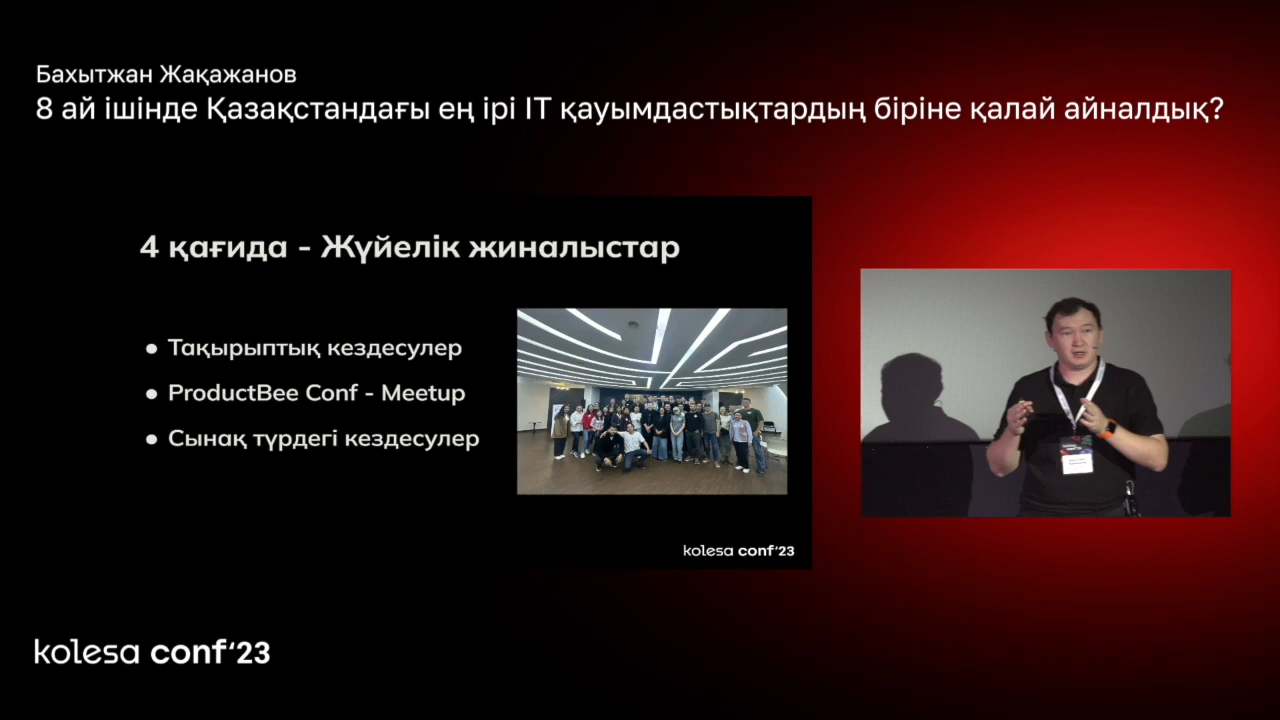 Бахытжан Жақажанов
8 ай ішінде Қазақстандағы ең ірі IT қауымдастықтардың біріне қалай айналдық?
4 қағида - Жүйелік жиналыстар
● Тақырыптық кездесулер
● ProductBee Conf - Meetup
● Сынақ түрдегі кездесулер
kolesa conf'23
kolesa conf'23